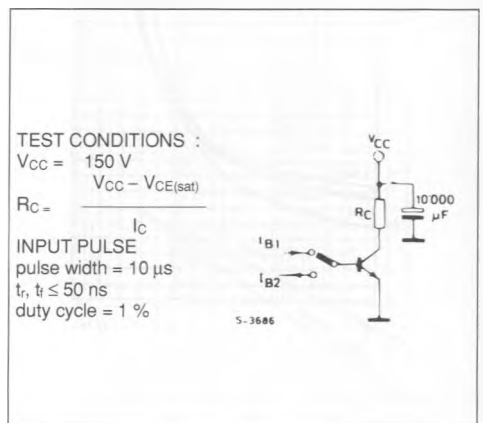 TEST CONDITIONS :
VCC = 150 V
RC = VCC – VCE(sat)
IC
INPUT PULSE
pulse width = 10 µs
tr, tf ≤ 50 ns
duty cycle = 1 %
VCC
RC
10'000
µF
IB1
IB2
S-3686